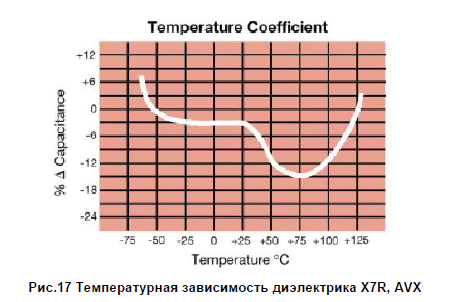 Temperature Coefficient
% Δ Capacitance
+12
+6
0
-6
-12
-18
-24
-75 -50 -25 0 +25 +50 +75 +100 +125
Temperature °C
Рис.17 Температурная зависимость диэлектрика X7R, AVX